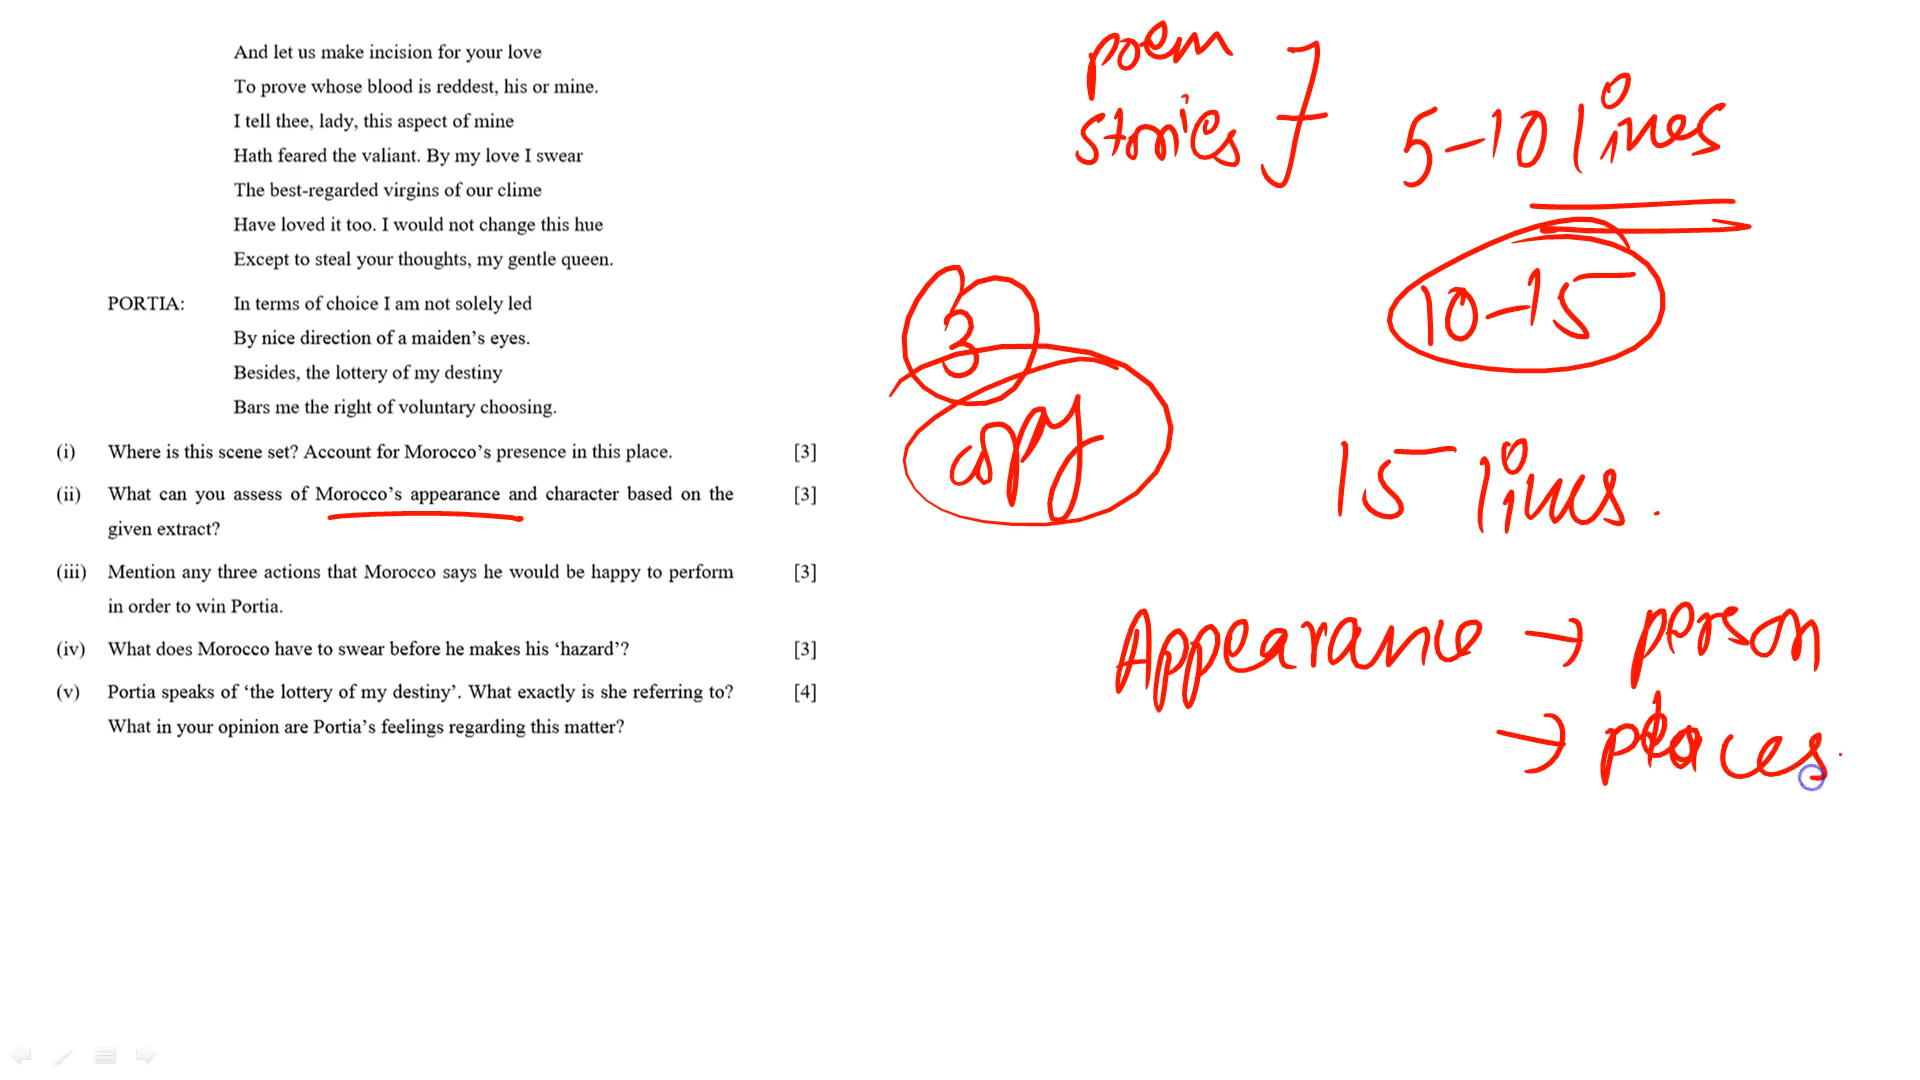 And let us make incision for your love
To prove whose blood is reddest, his or mine.
I tell thee, lady, this aspect of mine
Hath feared the valiant. By my love I swear
The best-regarded virgins of our clime
Have loved it too. I would not change this hue
Except to steal your thoughts, my gentle queen.
PORTIA: In terms of choice I am not solely led
By nice direction of a maiden’s eyes.
Besides, the lottery of my destiny
Bars me the right of voluntary choosing.
(i) Where is this scene set? Account for Morocco’s presence in this place. [3]
(ii) What can you assess of Morocco’s appearance and character based on the [3]
given extract?
(iii) Mention any three actions that Morocco says he would be happy to perform [3]
in order to win Portia.
(iv) What does Morocco have to swear before he makes his ‘hazard’? [3]
(v) Portia speaks of ‘the lottery of my destiny’. What exactly is she referring to? [4]
What in your opinion are Portia’s feelings regarding this matter?
poem
stories
5-10 lines
10-15
3
copy
15 lines.
Appearance → person
→ places